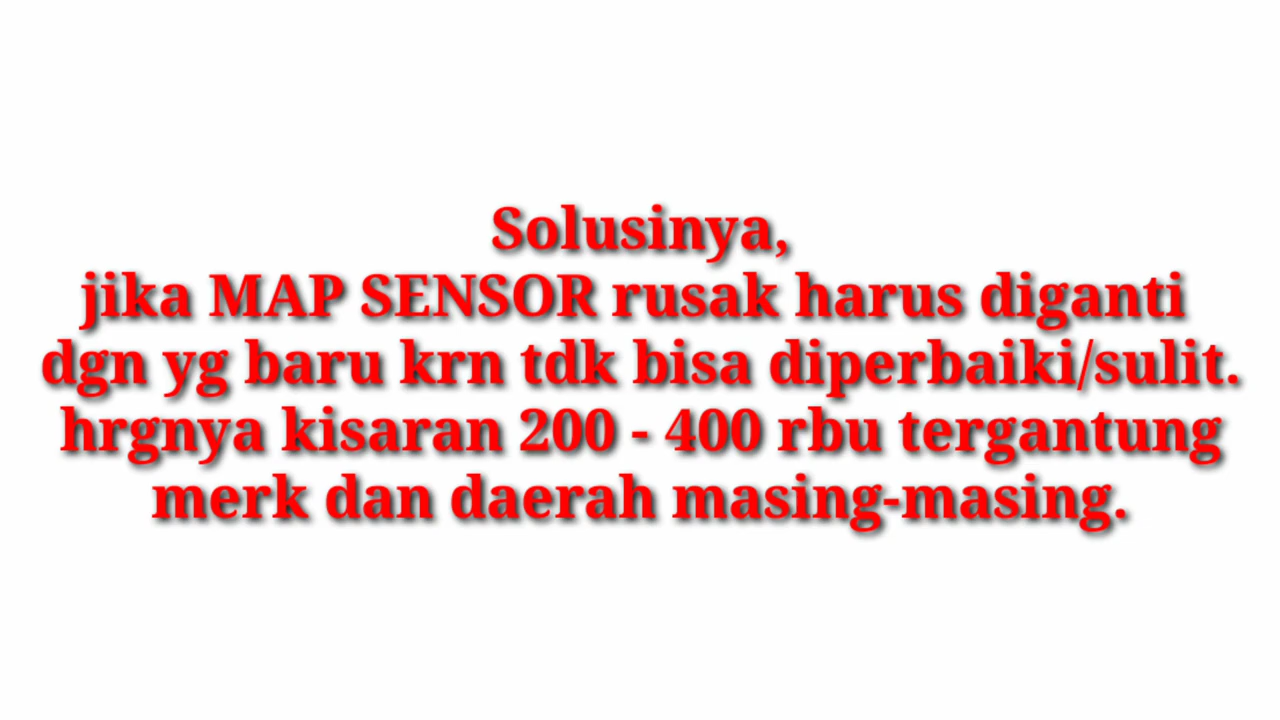 Solusinya,
jika MAP SENSOR rusak harus diganti
dgn yg baru krn tdk bisa diperbaiki/sulit.
hrgnya kisaran 200 - 400 rbu tergantung
merk dan daerah masing-masing.